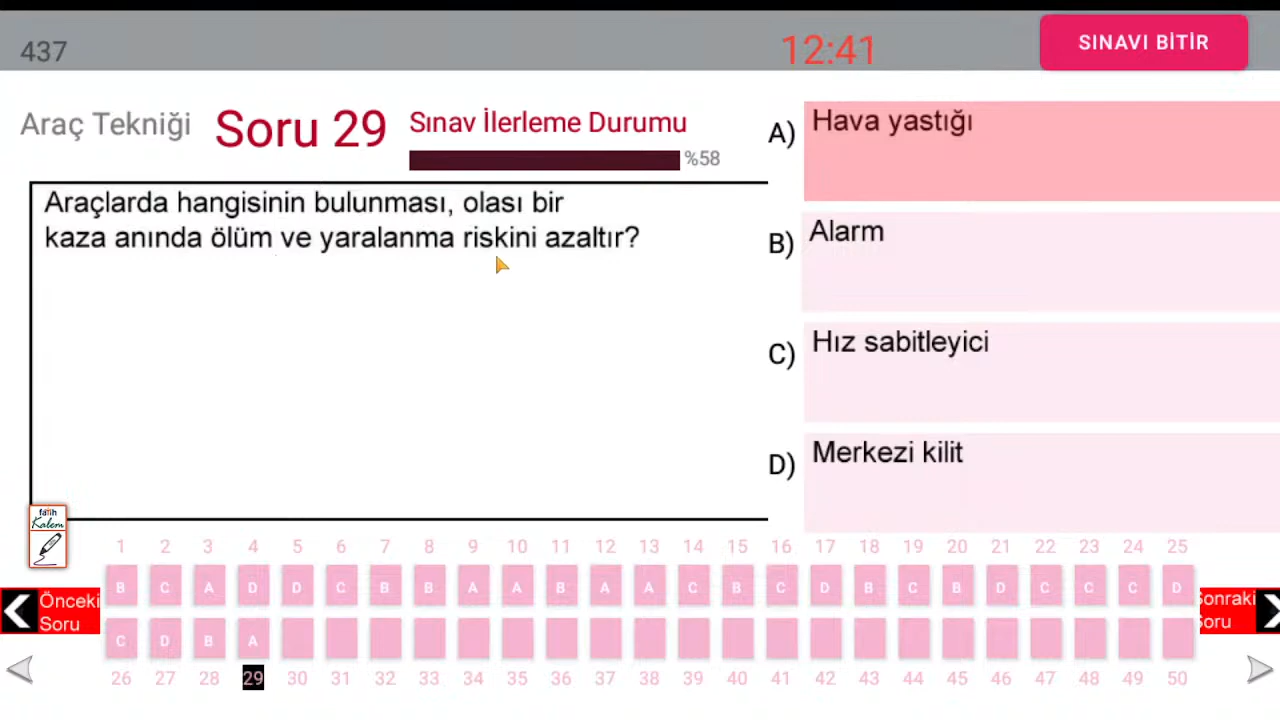 437
12:41
SINAVI BİTİR
Araç Tekniği
Soru 29
Sınav İlerleme Durumu
%58
Araçlarda hangisinin bulunması, olası bir
kaza anında ölüm ve yaralanma riskini azaltır?
A) Hava yastığı
B) Alarm
C) Hız sabitleyici
D) Merkezi kilit
fatih
Kalem
1 2 3 4 5 6 7 8 9 10 11 12 13 14 15 16 17 18 19 20 21 22 23 24 25
B C A D D C B B A A B A A C B C D B C B D C C C D
Önceki
Soru
Sonraki
Soru
C D B A
26 27 28 29 30 31 32 33 34 35 36 37 38 39 40 41 42 43 44 45 46 47 48 49 50